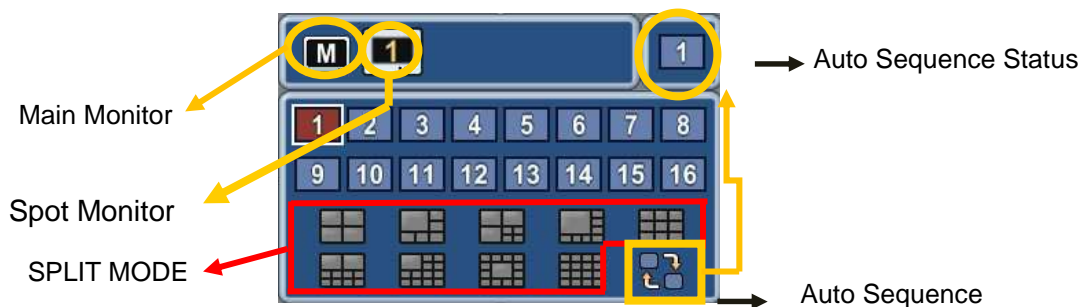 M 1 1
Auto Sequence Status
Main Monitor
1 2 3 4 5 6 7 8
9 10 11 12 13 14 15 16
Spot Monitor
SPLIT MODE
Auto Sequence